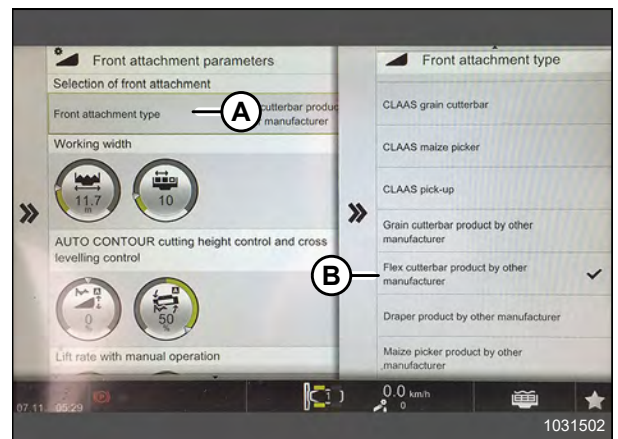 Front attachment parameters
Selection of front attachment
Front attachment type
cutterbar produc
manufacturer
A
Working width
11.7
m
10
AUTO CONTOUR cutting height control and cross
levelling control
0
%
50
%
Lift rate with manual operation
Front attachment type
CLAAS grain cutterbar
CLAAS maize picker
CLAAS pick-up
Grain cutterbar product by other
manufacturer
B
Flex cutterbar product by other
manufacturer
Draper product by other manufacturer
Maize picker product by other
manufacturer
07.11. 05:29
1
0.0 km/h
0
1031502